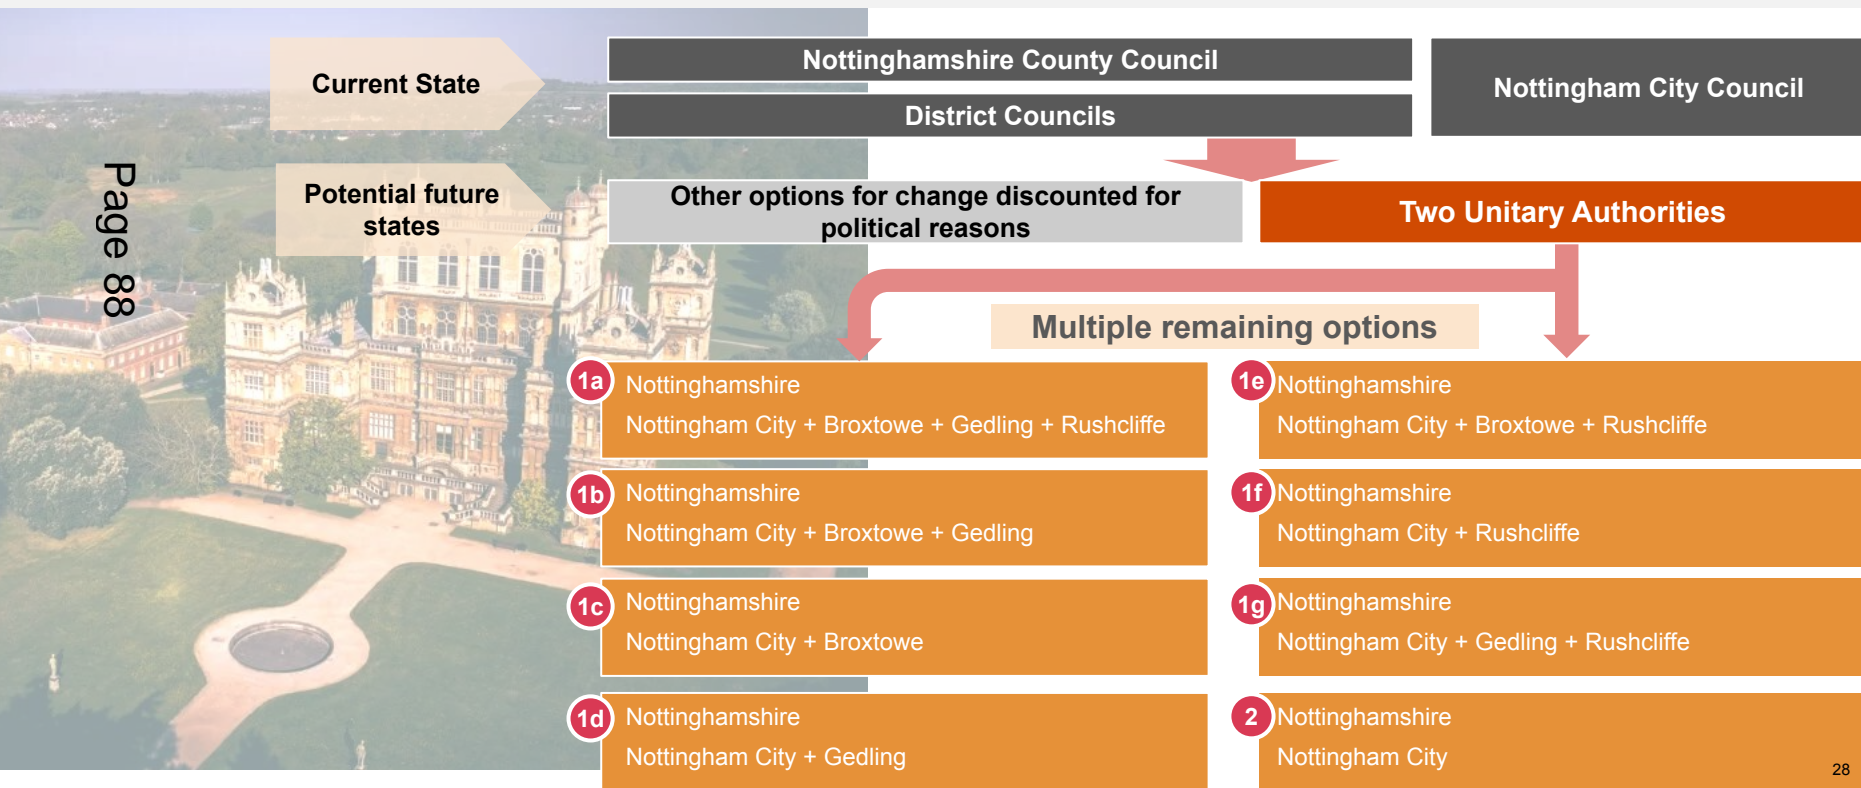 Current State
Nottinghamshire County Council
District Councils
Nottingham City Council
Page 88
Potential future
states
Other options for change discounted for
political reasons
Two Unitary Authorities
Multiple remaining options
1a
Nottinghamshire
Nottingham City + Broxtowe + Gedling + Rushcliffe
1b
Nottinghamshire
Nottingham City + Broxtowe + Gedling
1c
Nottinghamshire
Nottingham City + Broxtowe
1d
Nottinghamshire
Nottingham City + Gedling
1e
Nottinghamshire
Nottingham City + Broxtowe + Rushcliffe
1f
Nottinghamshire
Nottingham City + Rushcliffe
1g
Nottinghamshire
Nottingham City + Gedling + Rushcliffe
2
Nottinghamshire
Nottingham City
28